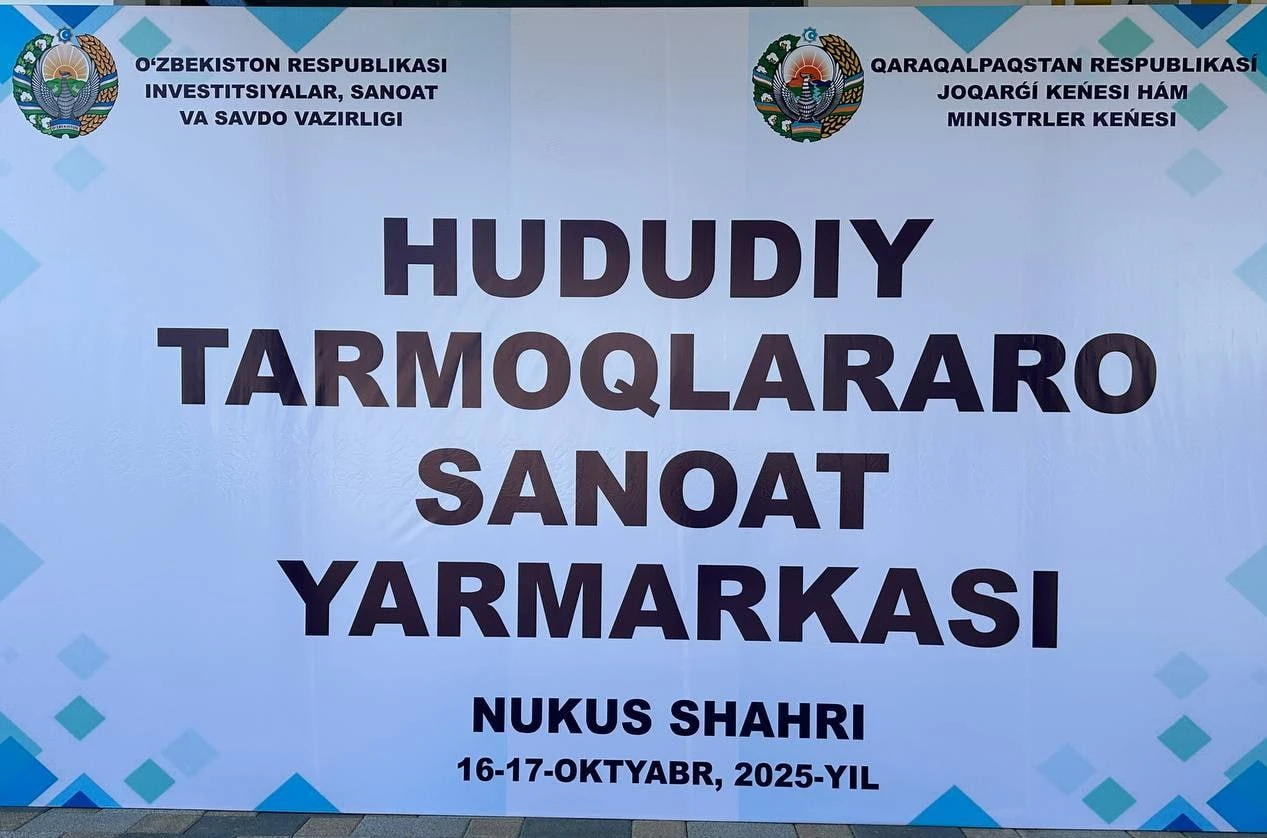 O‘ZBEKISTON RESPUBLIKASI
INVESTITSIYALAR, SANOAT
VA SAVDO VAZIRLIGI
QARAQALPAQSTAN RESPUBLIKASÍ
JOQARǴÍ KEŃESI HÁM
MINISTRLER KEŃESI
HUDUDIY
TARMOQLARARO
SANOAT
YARMARKASI
NUKUS SHAHRI
16-17-OKTYABR, 2025-YIL